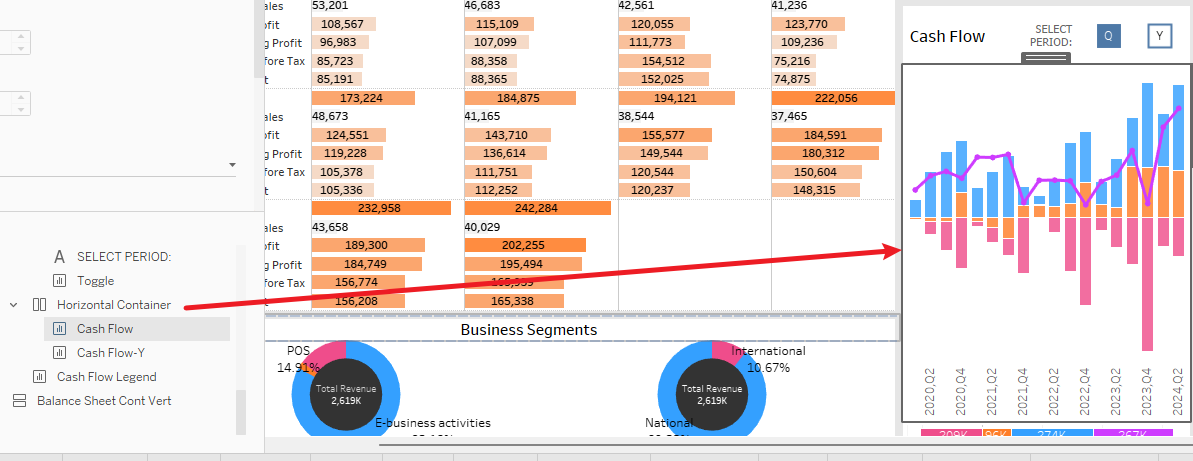 ales 53,201 46,683 42,561 41,236
ofit 108,567 115,109 120,055 123,770
g Profit 96,983 107,099 111,773 109,236
fore Tax 85,723 88,358 154,512 75,216
t 85,191 88,365 152,025 74,875
173,224 184,875 194,121 222,056
ales 48,673 41,165 38,544 37,465
ofit 124,551 143,710 155,577 184,591
g Profit 119,228 136,614 149,544 180,312
fore Tax 105,378 111,751 120,544 150,604
t 105,336 112,252 120,237 148,315
232,958 242,284
ales 43,658 40,029
ofit 189,300 202,255
g Profit 184,749 195,494
fore Tax 156,774
t 156,208 165,338
A SELECT PERIOD:
Toggle
Horizontal Container
Cash Flow
Cash Flow-Y
Cash Flow Legend
Balance Sheet Cont Vert
Business Segments
POS
14.91%
Total Revenue
2,619K
E-business activities
International
10.67%
Total Revenue
2,619K
National
Cash Flow
SELECT
PERIOD:
Q
Y
2020,Q2
2020,Q4
2021,Q2
2021,Q4
2022,Q2
2022,Q4
2023,Q2
2023,Q4
2024,Q2